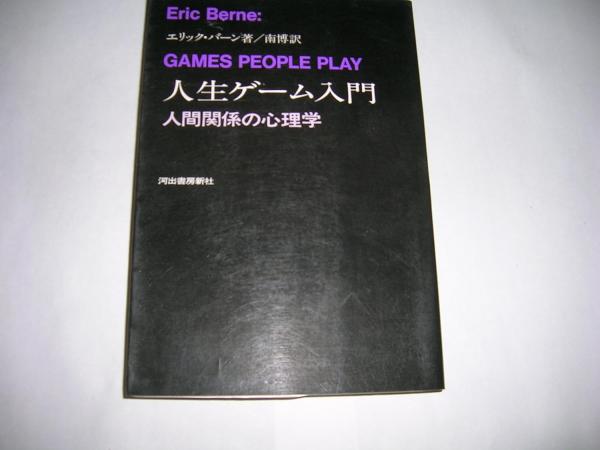 Eric Berne:
エリック・バーン著／南博訳
GAMES PEOPLE PLAY
人生ゲーム入門
人間関係の心理学
河出書房新社